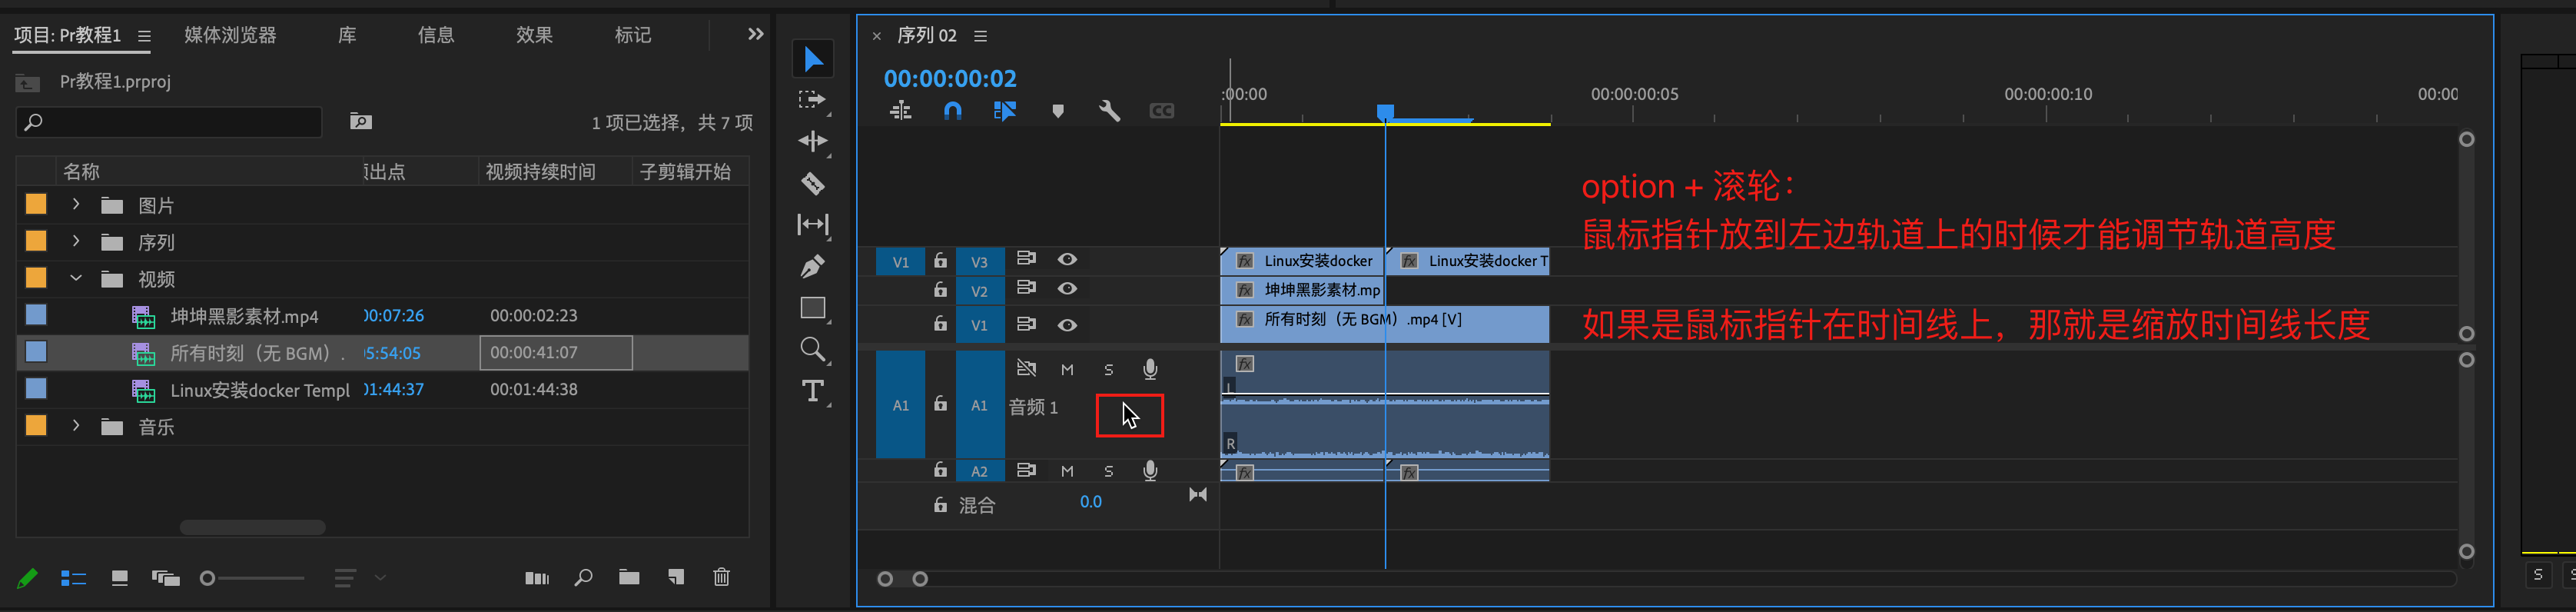 项目: Pr教程1
媒体浏览器
库
信息
效果
标记
Pr教程1.prproj
1 项已选择，共 7 项
名称
出点
视频持续时间
子剪辑开始
图片
序列
视频
坤坤黑影素材.mp4
00:07:26
00:00:02:23
所有时刻（无 BGM）.
5:54:05
00:00:41:07
Linux安装docker Templ
01:44:37
00:01:44:38
音乐
序列 02
00:00:00:02
:00:00
00:00:00:05
00:00:00:10
00:00
CC
option + 滚轮：
鼠标指针放到左边轨道上的时候才能调节轨道高度
V1
V3
fx
Linux安装docker
fx
Linux安装docker T
V2
fx
坤坤黑影素材.mp
V1
fx
所有时刻（无 BGM）.mp4 [V]
如果是鼠标指针在时间线上，那就是缩放时间线长度
M
S
fx
L
A1
A1
音频 1
R
A2
M
S
fx
fx
混合
0.0
S